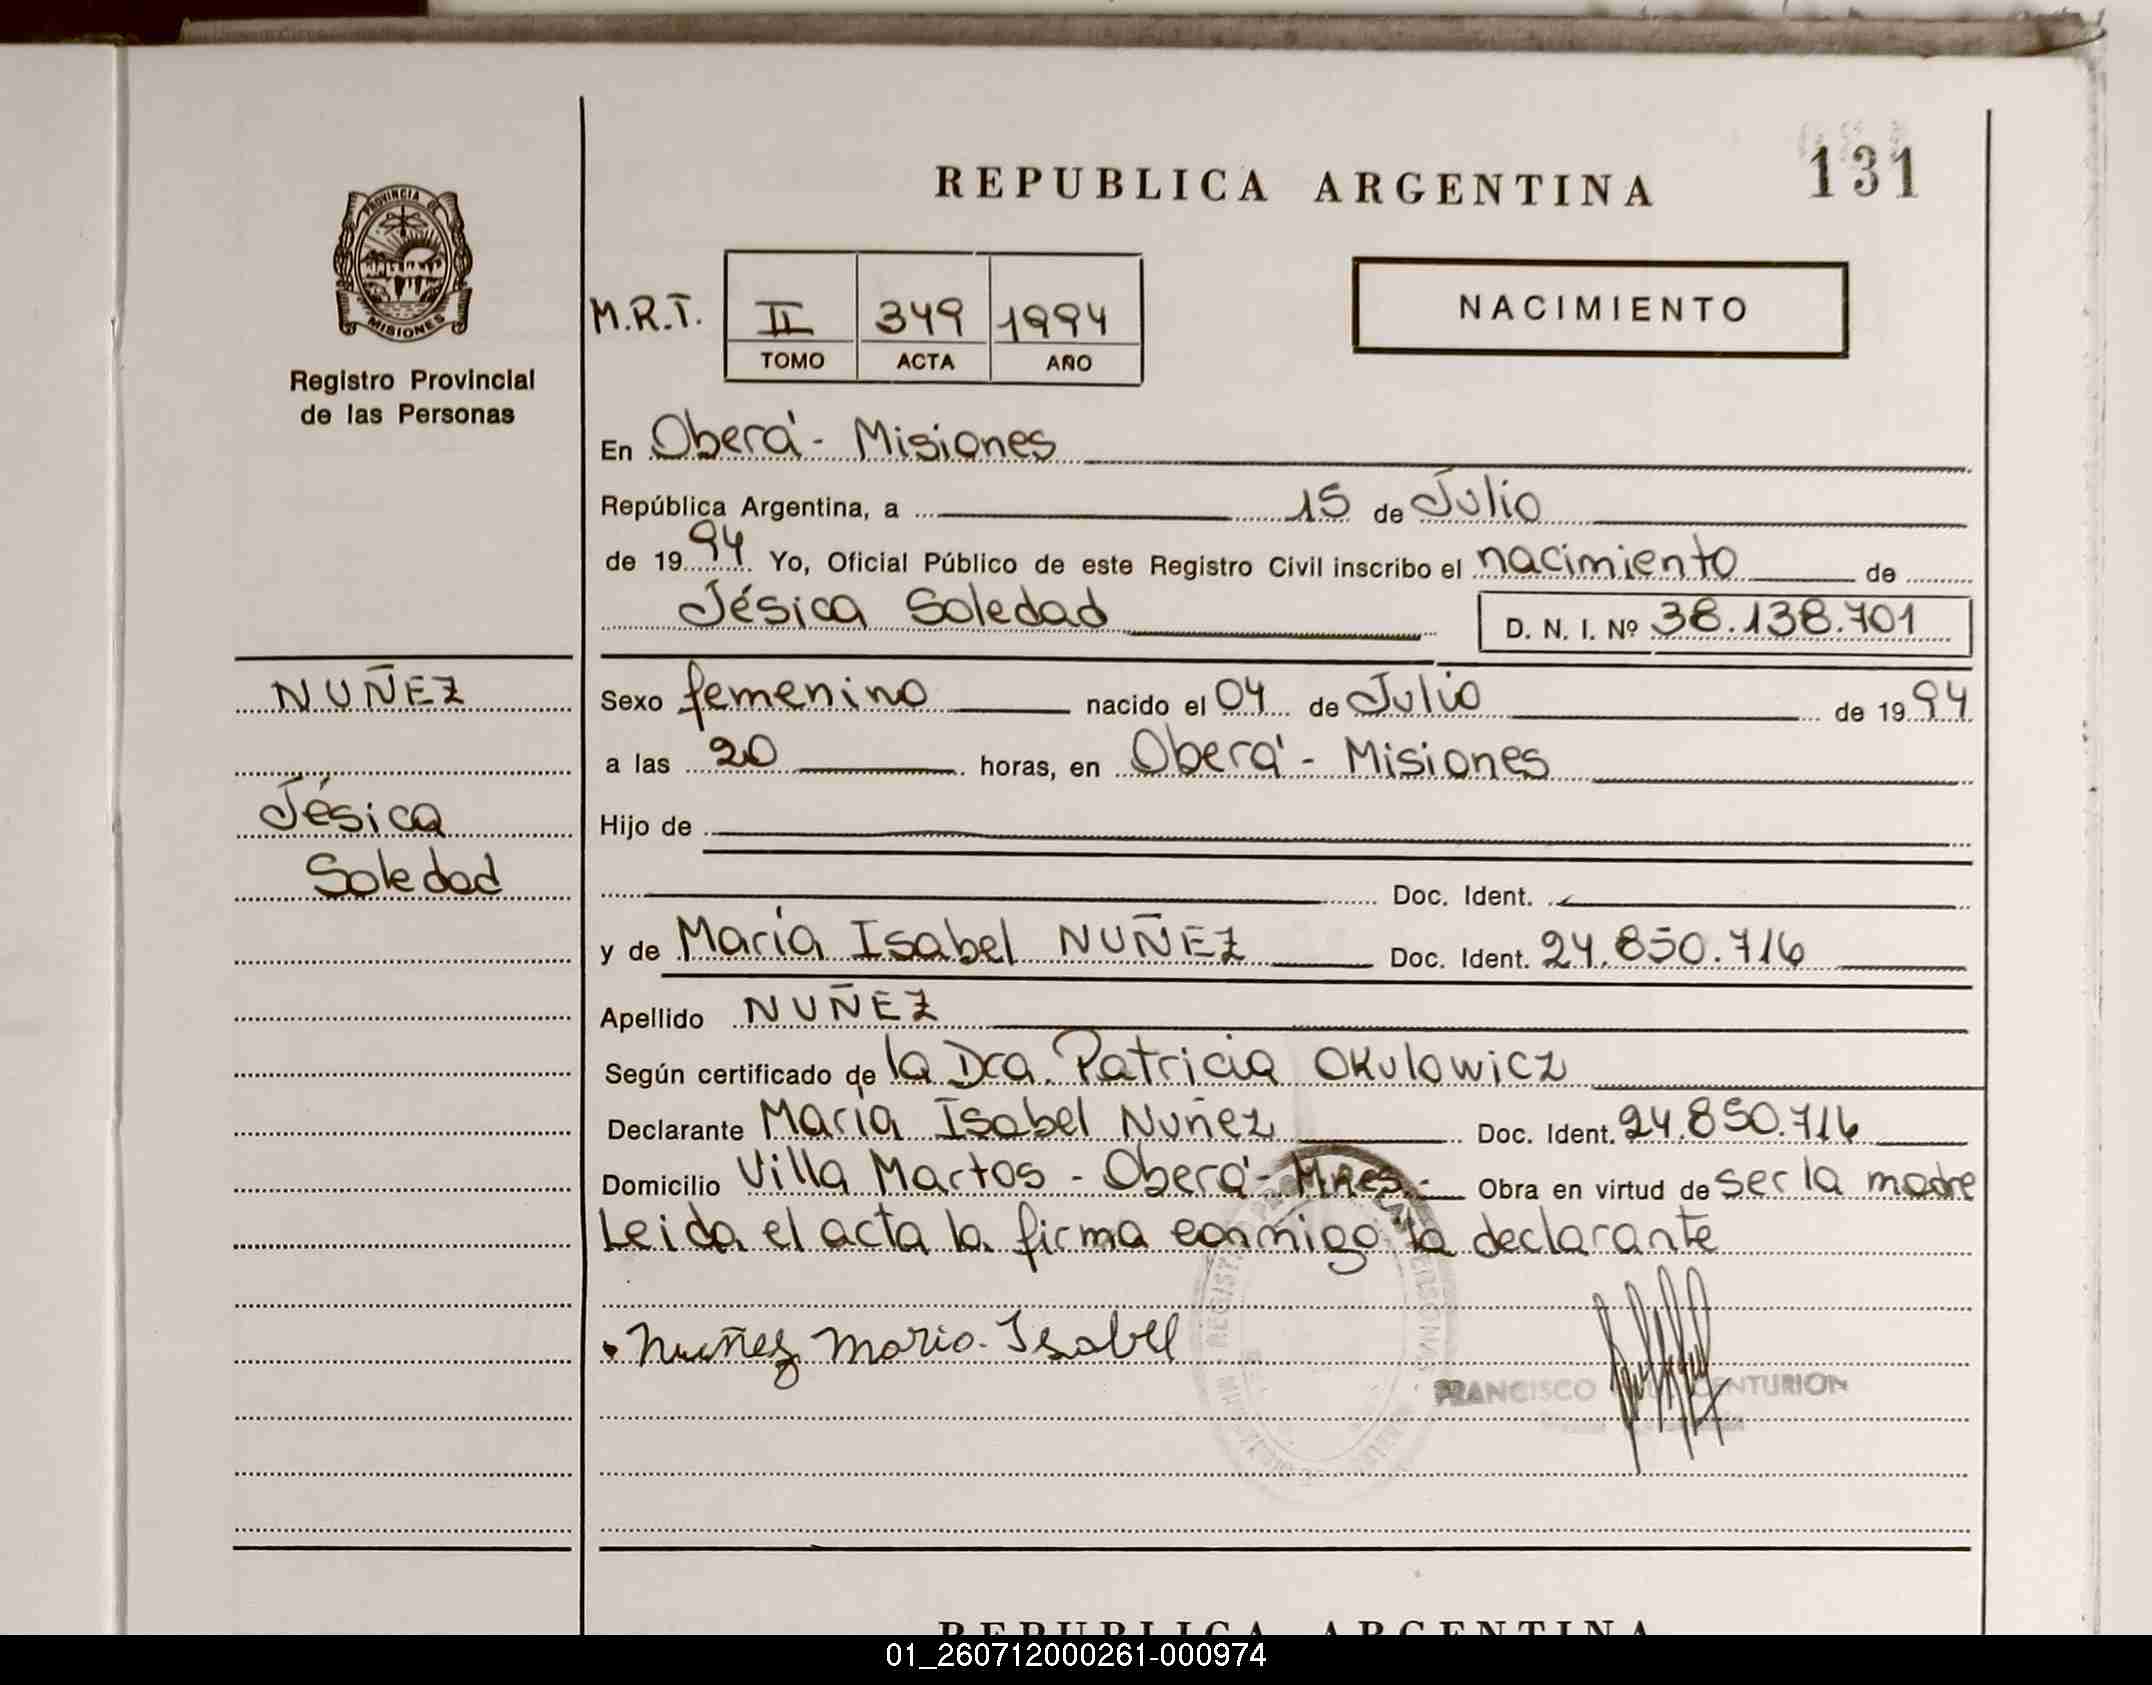 131
REPUBLICA ARGENTINA
PROVINCIA DE
MISIONES
Registro Provincial
de las Personas
M.R.T. II 349 1994
TOMO ACTA AÑO
NACIMIENTO
En Oberá - Misiones
República Argentina, a 15 de Julio
de 1994 Yo, Oficial Público de este Registro Civil inscribo el nacimiento de
Jésica Soledad D. N. I. Nº 38.138.701
NUÑEZ
Jésica
Soledad
Sexo femenino nacido el 04 de Julio de 1994
a las 20 horas, en Oberá - Misiones
Hijo de
Doc. Ident.
y de María Isabel NUÑEZ Doc. Ident. 24.850.716
Apellido NUÑEZ
Según certificado de la Dra. Patricia Okulowicz
Declarante María Isabel Nuñez Doc. Ident. 24.850.716
Domicilio Villa Martos - Oberá - Mnes.- Obra en virtud de ser la madre
Leida el acta la firma conmigo la declarante
Nuñez Maria Isabel
FRANCISCO CENTURION
REPUBLICA ARGENTINA
01_260712000261-000974